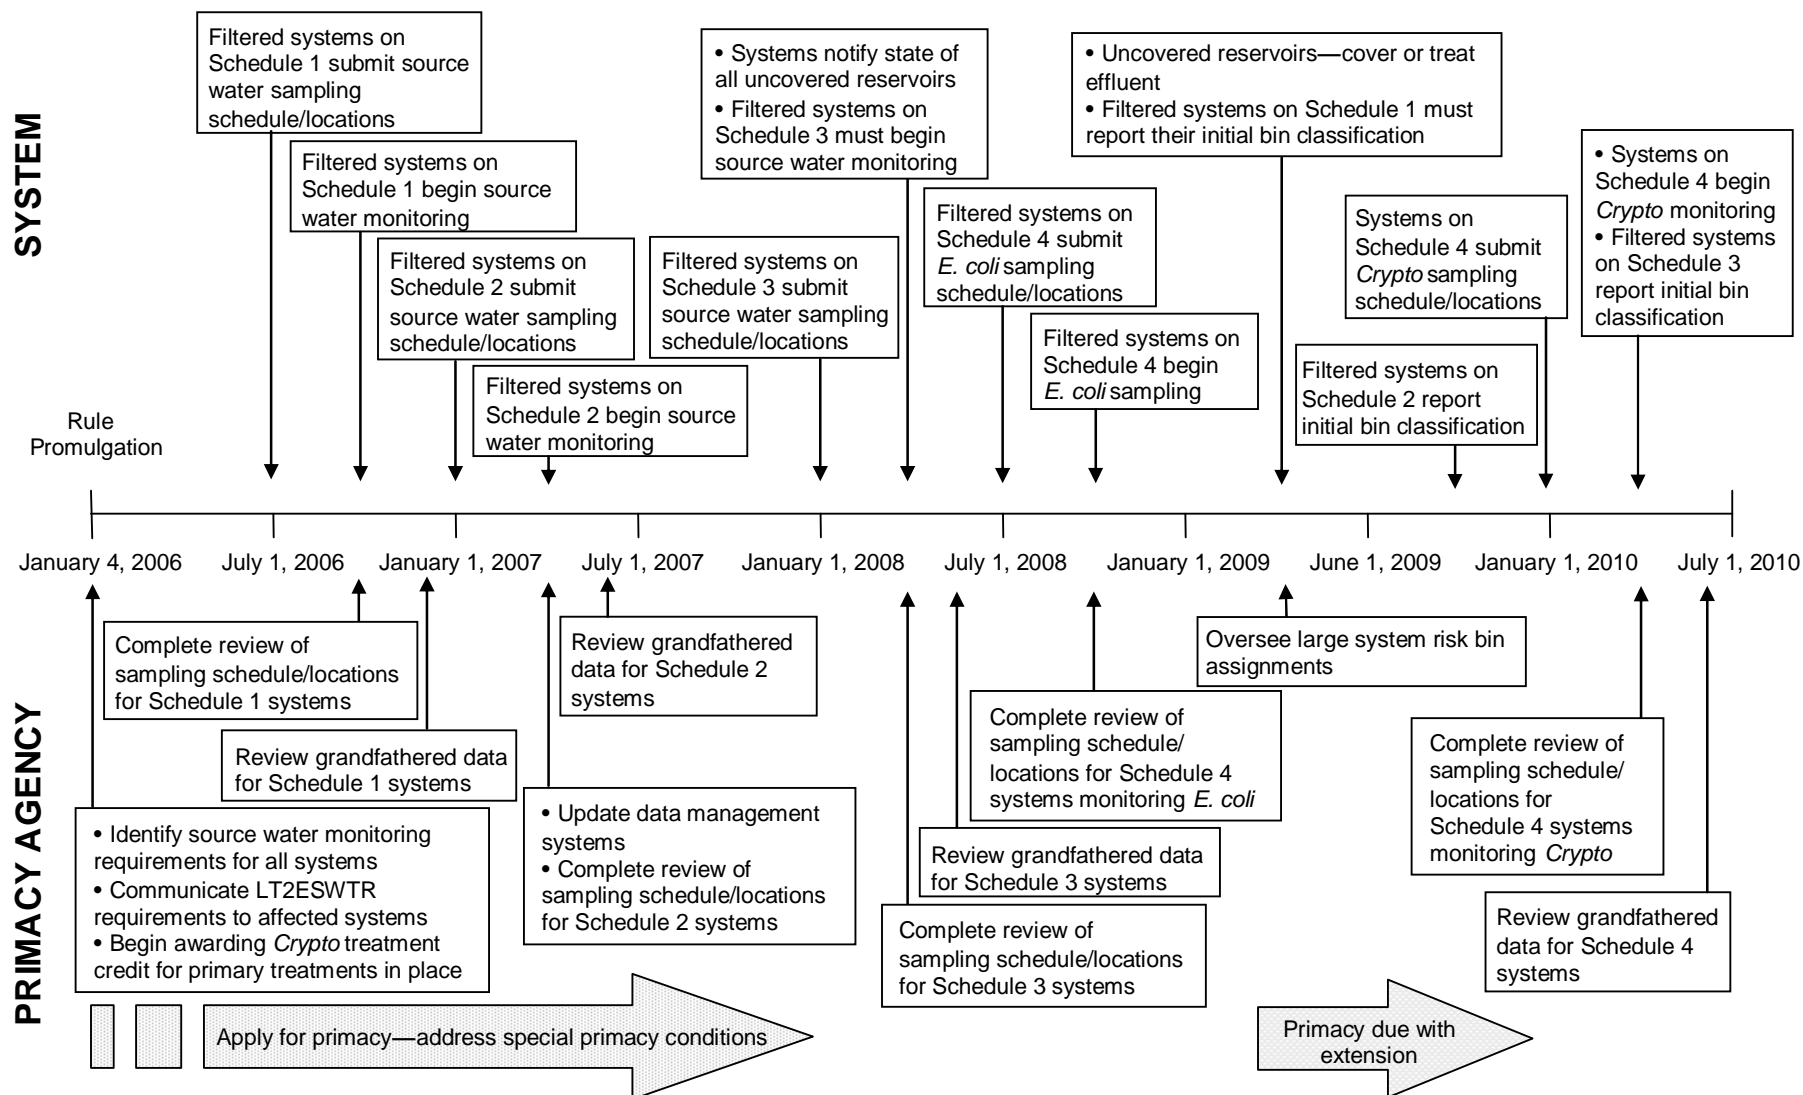 SYSTEM
Filtered systems on
Schedule 1 submit source
water sampling
schedule/locations
Filtered systems on
Schedule 1 begin source
water monitoring
Filtered systems on
Schedule 2 submit
source water sampling
schedule/locations
Filtered systems on
Schedule 2 begin source
water monitoring
Filtered systems on
Schedule 3 submit
source water sampling
schedule/locations
• Systems notify state of
all uncovered reservoirs
• Filtered systems on
Schedule 3 must begin
source water monitoring
Filtered systems on
Schedule 4 submit
E. coli sampling
schedule/locations
Filtered systems on
Schedule 4 begin
E. coli sampling
• Uncovered reservoirs—cover or treat
effluent
• Filtered systems on Schedule 1 must
report their initial bin classification
Filtered systems on
Schedule 2 report
initial bin classification
Systems on
Schedule 4 submit
Crypto sampling
schedule/locations
• Systems on
Schedule 4 begin
Crypto monitoring
• Filtered systems
on Schedule 3
report initial bin
classification
Rule
Promulgation
January 4, 2006
July 1, 2006
January 1, 2007
July 1, 2007
January 1, 2008
July 1, 2008
January 1, 2009
June 1, 2009
January 1, 2010
July 1, 2010
PRIMACY AGENCY
Complete review of
sampling schedule/locations
for Schedule 1 systems
Review grandfathered data
for Schedule 1 systems
• Identify source water monitoring
requirements for all systems
• Communicate LT2ESWTR
requirements to affected systems
• Begin awarding Crypto treatment
credit for primary treatments in place
Review grandfathered
data for Schedule 2
systems
• Update data management
systems
• Complete review of
sampling schedule/locations
for Schedule 2 systems
Oversee large system risk bin
assignments
Complete review of
sampling schedule/
locations for Schedule 4
systems monitoring E. coli
Review grandfathered data
for Schedule 3 systems
Complete review of
sampling schedule/locations
for Schedule 3 systems
Complete review of
sampling schedule/
locations for
Schedule 4 systems
monitoring Crypto
Review grandfathered
data for Schedule 4
systems
Apply for primacy—address special primacy conditions
Primacy due with
extension